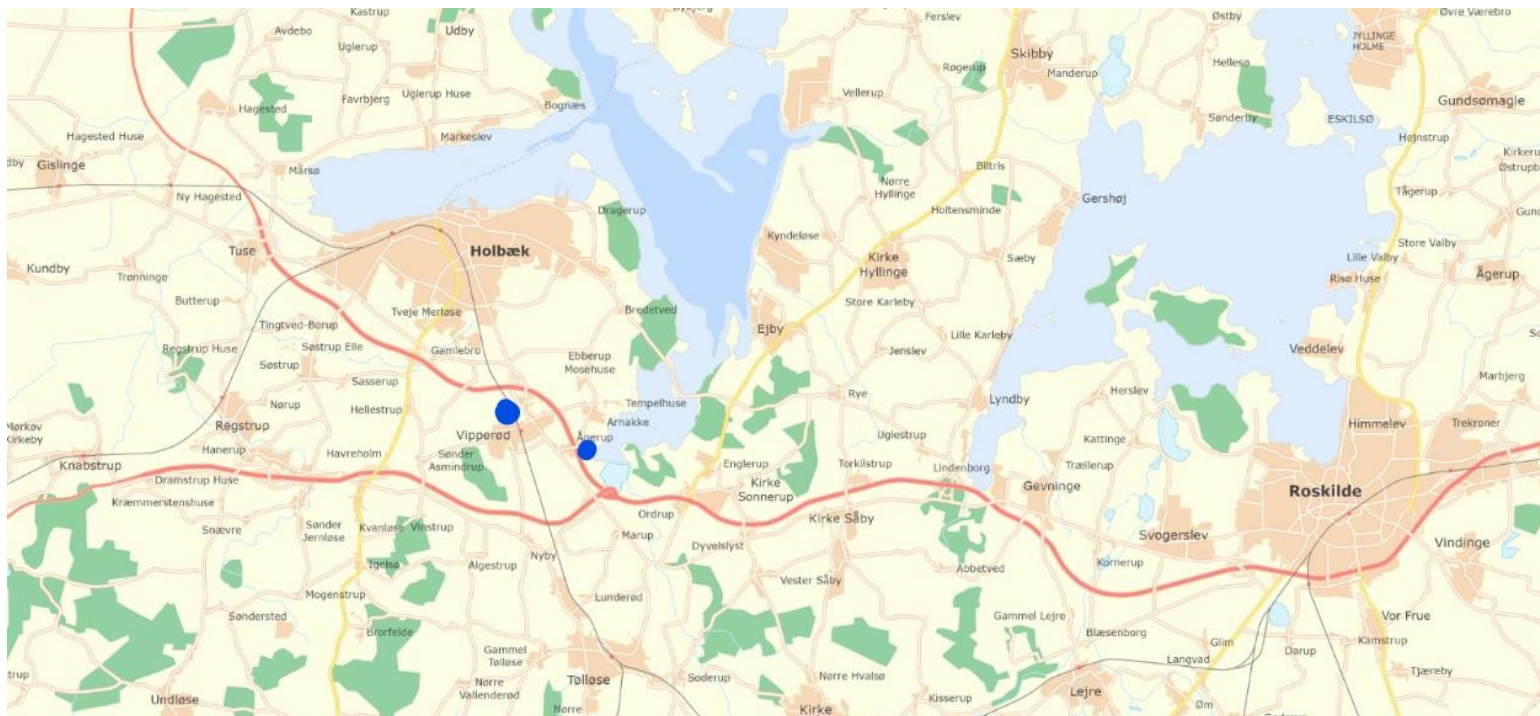 Kastrup
Avdebo
Udby
Uglerup
Ferslev
Østby
Øvre Værebro
Skibby
JYLLINGE
HOLME
Røgerup
Manderup
Hellesø
Hagested
Favrbjerg
Uglerup Huse
Bognæs
Vellerup
Gundsømagle
Sønderby
ESKILSØ
Hagested Huse
Markeslev
Hejnstrup
Gislinge
Mårsø
Biltris
Ny Hagested
Nørre
Hyllinge
Gershøj
Tågerup
Dragerup
Holtensminde
Holbæk
Kyndeløse
Tuse
Kirke
Hyllinge
Sæby
Store Valby
Lille Valby
Kundby
Trønninge
Risø Huse
Ågerup
Butterup
Store Karleby
Tveje Merløse
Bredetved
Ejby
Lille Karleby
Tingtved-Borup
Regstrup Huse
Søstrup Elle
Gamlebro
Jenslev
Veddelev
Søstrup
Ebberup
Mosehuse
Sasserup
Marbjerg
Nørup
Hellestrup
Tempelhuse
Rye
Herslev
Lyndby
Mørkøv
Kirkeby
Regstrup
Arnakke
Himmelev
Trekroner
Vipperød
Ågerup
Uglestrup
Kattinge
Hanerup
Havreholm
Sønder
Asmindrup
Knabstrup
Englerup
Torkilstrup
Lindenborg
Trællerup
Dramstrup Huse
Kirke
Sonnerup
Gevninge
Roskilde
Kræmmerstenshuse
Ordrup
Kirke Såby
Snævre
Sønder
Jernløse
Kvanløse
Vinstrup
Marup
Svogerslev
Vindinge
Dyvelslyst
Nyby
Igelsø
Algestrup
Abbetved
Kornerup
Vester Såby
Mogenstrup
Lunderød
Søndersted
Gammel Lejre
Vor Frue
Brorfelde
Blæsenborg
Glim
Kamstrup
Gammel
Tølløse
Darup
Langvad
Tølløse
Soderup
Nørre Hvalsø
Tjæreby
Nørre
Vallenderød
Kisserup
Lejre
Undløse
Nørre
Kirke
Øm